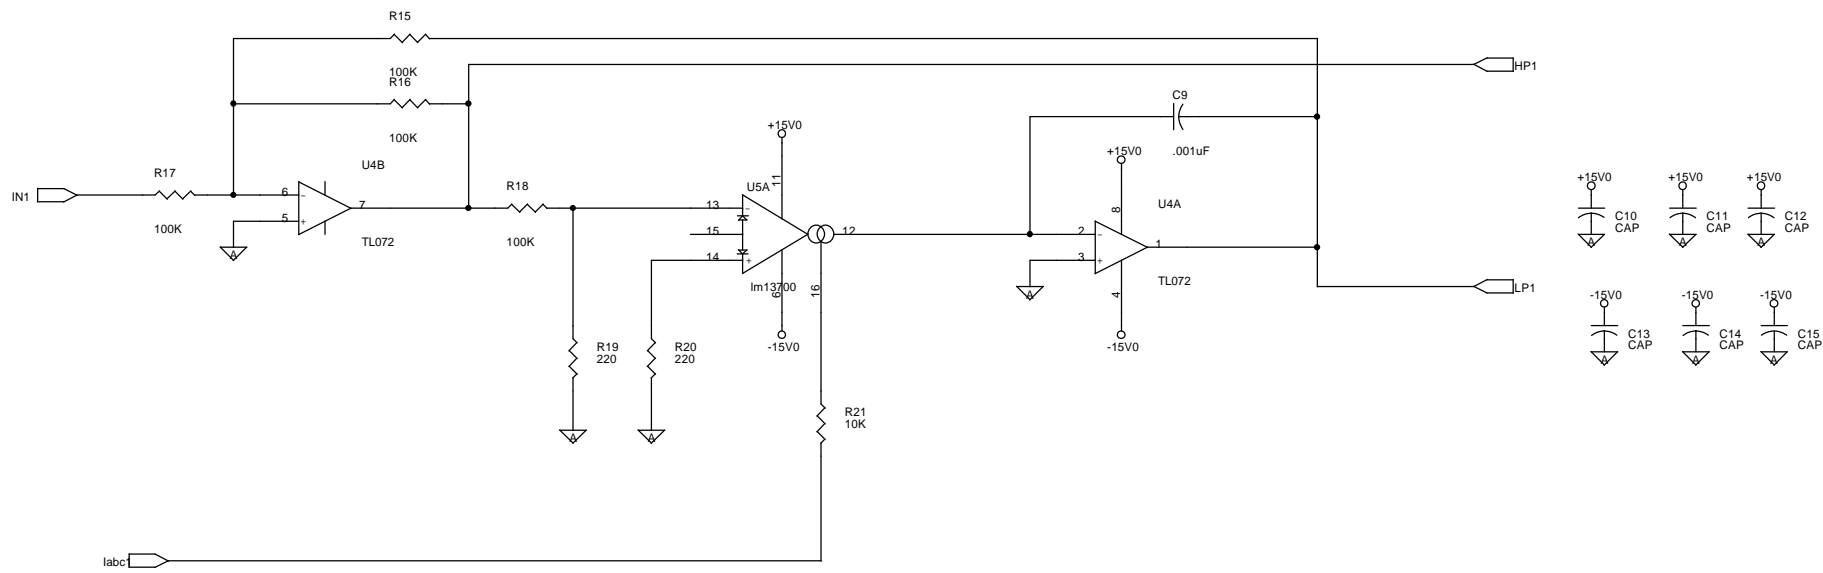 R15
100K
R16
100K
HP1
C9
.001uF
U4B
R17
IN1
100K
6
5
7
TL072
R18
100K
+15V0
11
U5A
13
15
14
12
lm13700
6
16
-15V0
+15V0
8
U4A
2
3
1
TL072
4
-15V0
LP1
R19
220
R20
220
R21
10K
Iabc1
+15V0
C10
CAP
A
+15V0
C11
CAP
A
+15V0
C12
CAP
A
-15V0
C13
CAP
A
-15V0
C14
CAP
A
-15V0
C15
CAP
A
A
A
A
A